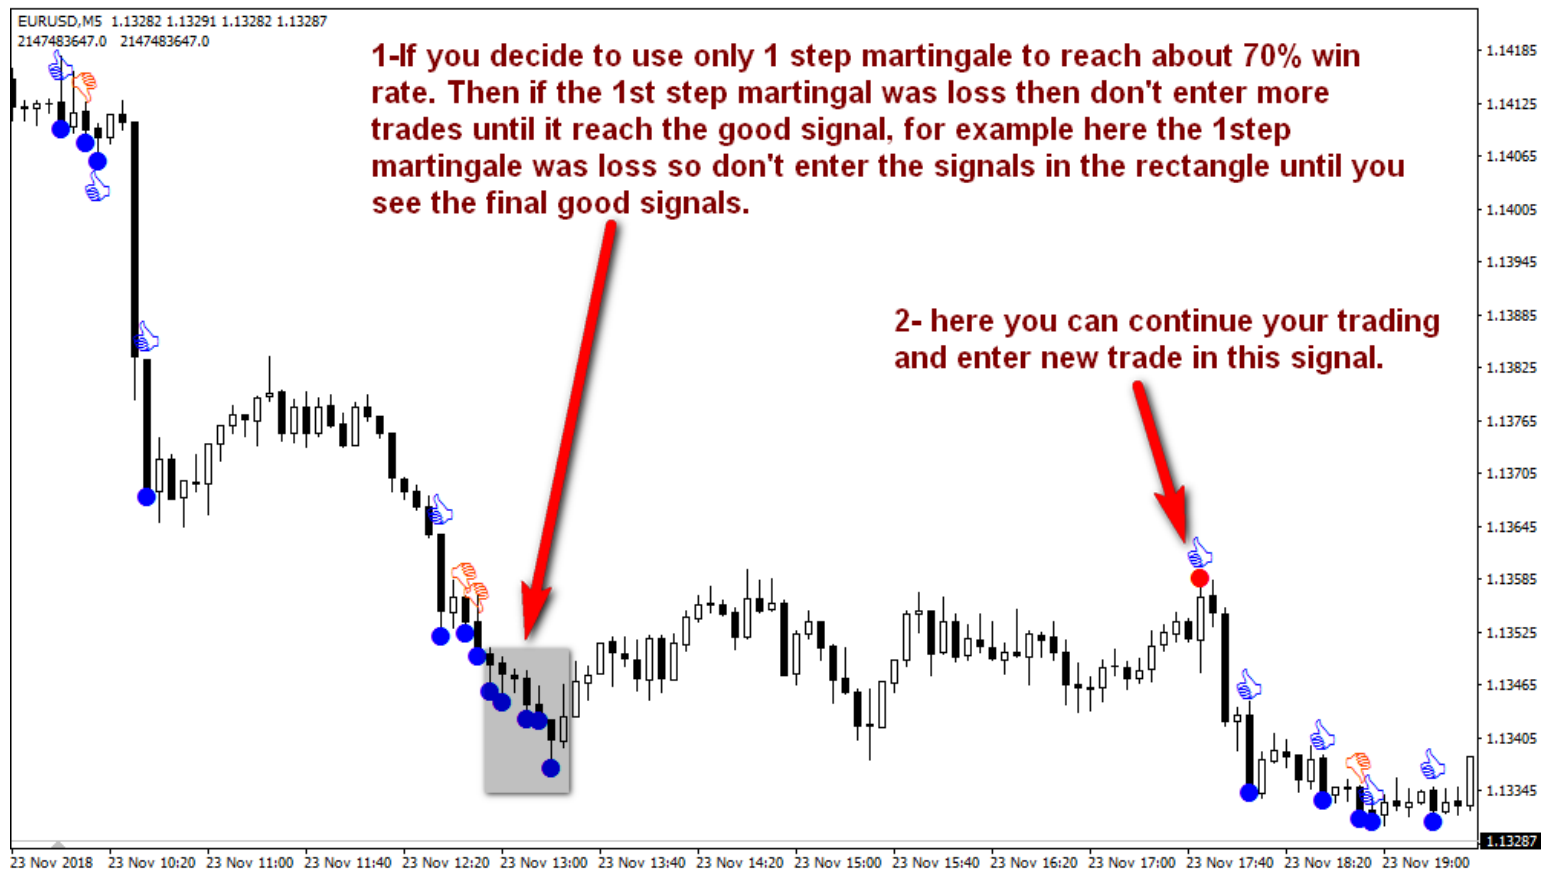 EURUSD,M5 1.13282 1.13291 1.13282 1.13287
2147483647.0 2147483647.0
1-If you decide to use only 1 step martingale to reach about 70% win
rate. Then if the 1st step martingal was loss then don't enter more
trades until it reach the good signal, for example here the 1step
martingale was loss so don't enter the signals in the rectangle until you
see the final good signals.
2- here you can continue your trading
and enter new trade in this signal.
1.14185
1.14125
1.14065
1.14005
1.13945
1.13885
1.13825
1.13765
1.13705
1.13645
1.13585
1.13525
1.13465
1.13405
1.13345
1.13287
23 Nov 2018 23 Nov 10:20 23 Nov 11:00 23 Nov 11:40 23 Nov 12:20 23 Nov 13:00 23 Nov 13:40 23 Nov 14:20 23 Nov 15:00 23 Nov 15:40 23 Nov 16:20 23 Nov 17:00 23 Nov 17:40 23 Nov 18:20 23 Nov 19:00